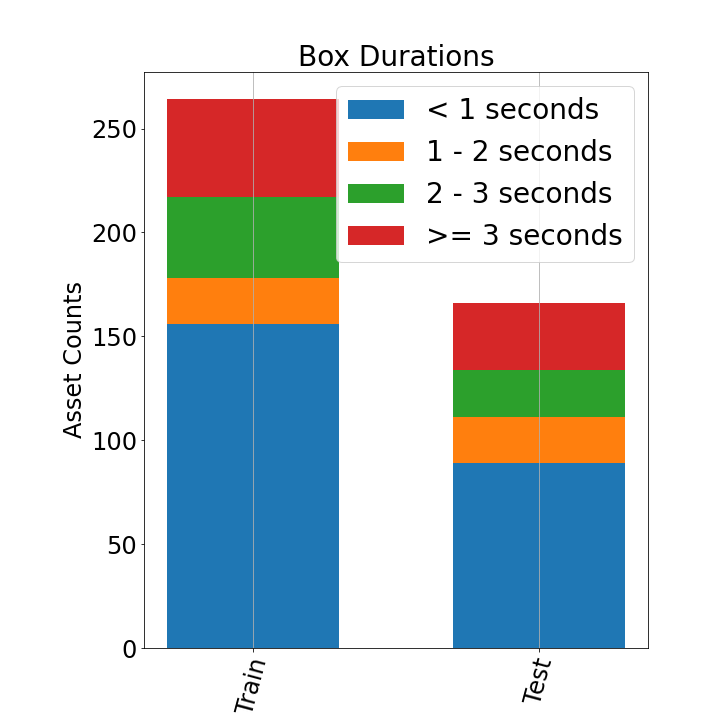 Box Durations
< 1 seconds
1 - 2 seconds
2 - 3 seconds
>= 3 seconds
Asset Counts
250
200
150
100
50
0
Train
Test